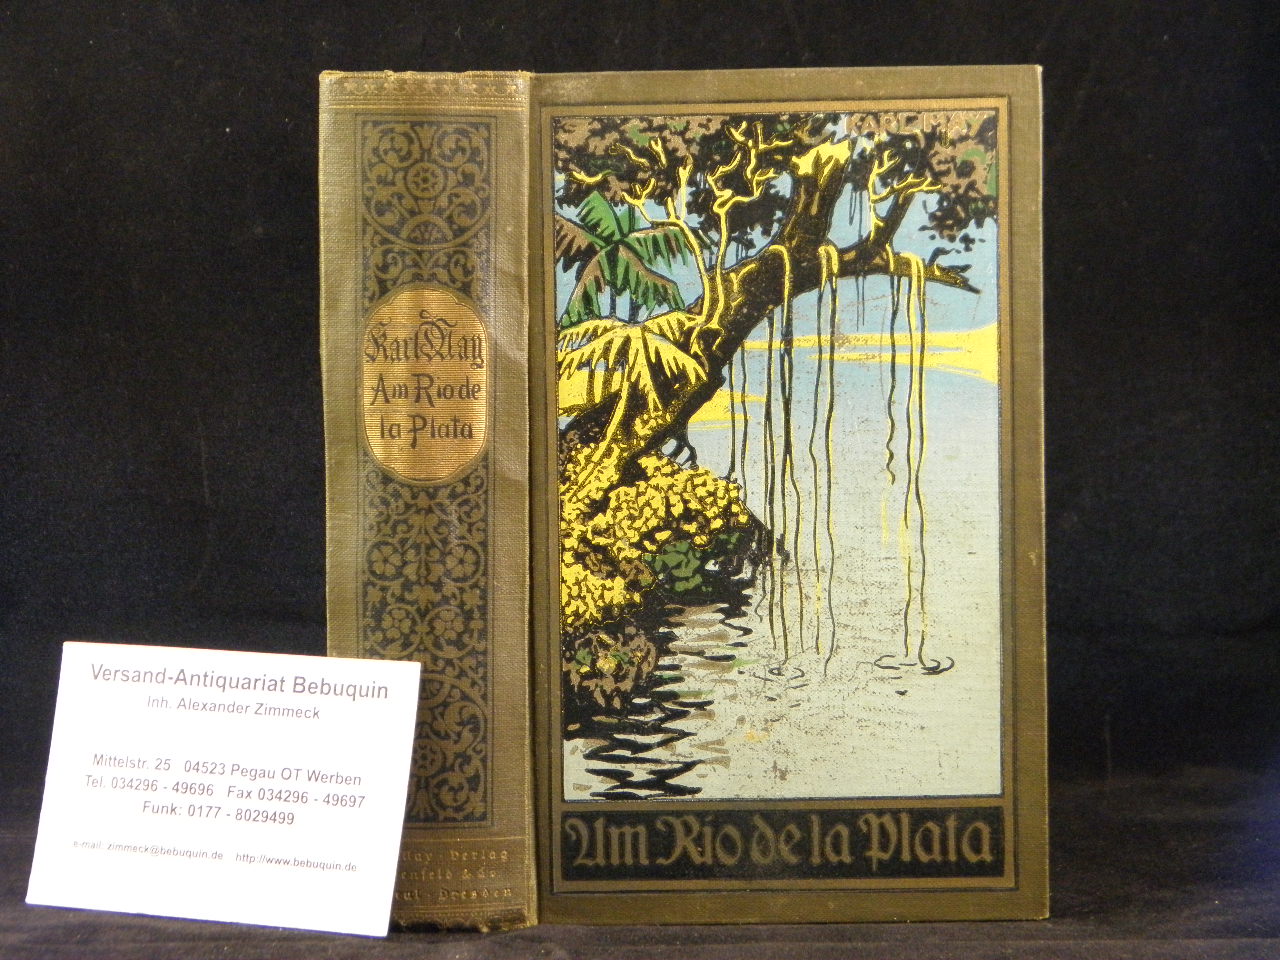 KARL MAY
Karl May
Am Rio de
la Plata
Am Rio de la Plata
Verlag
Dresden
Versand-Antiquariat Bebuquin
Inh. Alexander Zimmeck
Mittelstr. 25 04523 Pegau OT Werben
Tel. 034296 - 49696 Fax 034296 - 49697
Funk: 0177 - 8029499
e-mail: zimmeck@bebuquin.de http://www.bebuquin.de